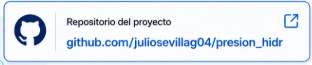 Repositorio del proyecto
github.com/juliosevillag04/presion_hidr